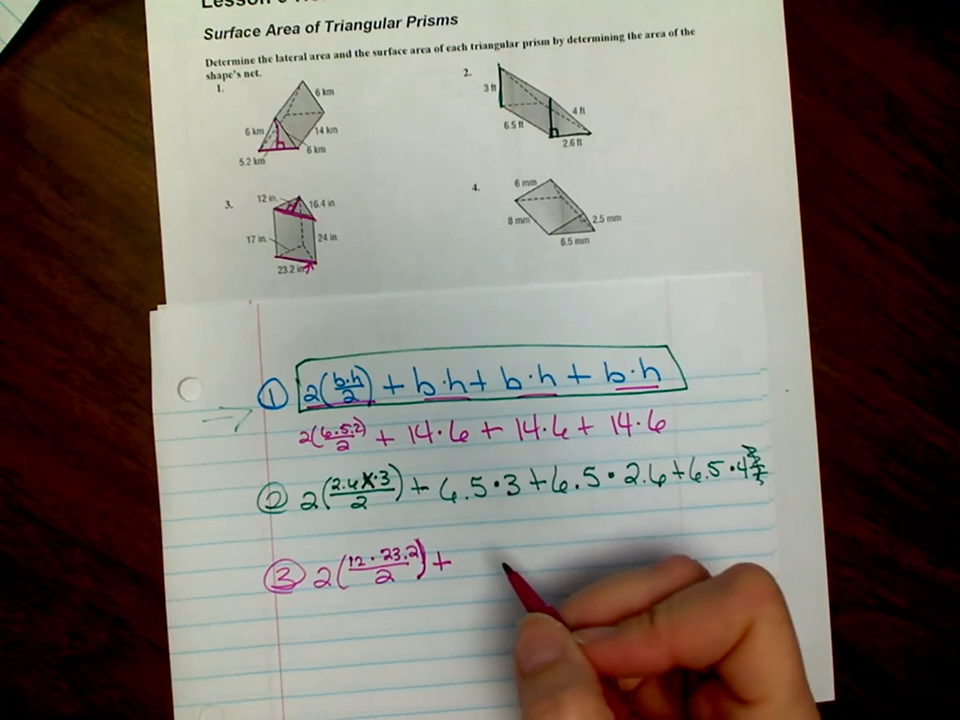 Surface Area of Triangular Prisms
Determine the lateral area and the surface area of each triangular prism by determining the area of the
shape's net.
1.
6 km
6 km
14 km
6 km
5.2 km
2.
3 ft
4 ft
6.5 ft
2.6 ft
3.
12 in.
16.4 in.
17 in.
24 in.
23.2 in.
4.
6 mm
8 mm
2.5 mm
6.5 mm
① 2(b·h/2) + b·h + b·h + b·h
2(6·5.2/2) + 14·6 + 14·6 + 14·6
② 2(2.6·3/2) + 6.5·3 + 6.5·2.6 + 6.5·4
③ 2(12·23.2/2) +